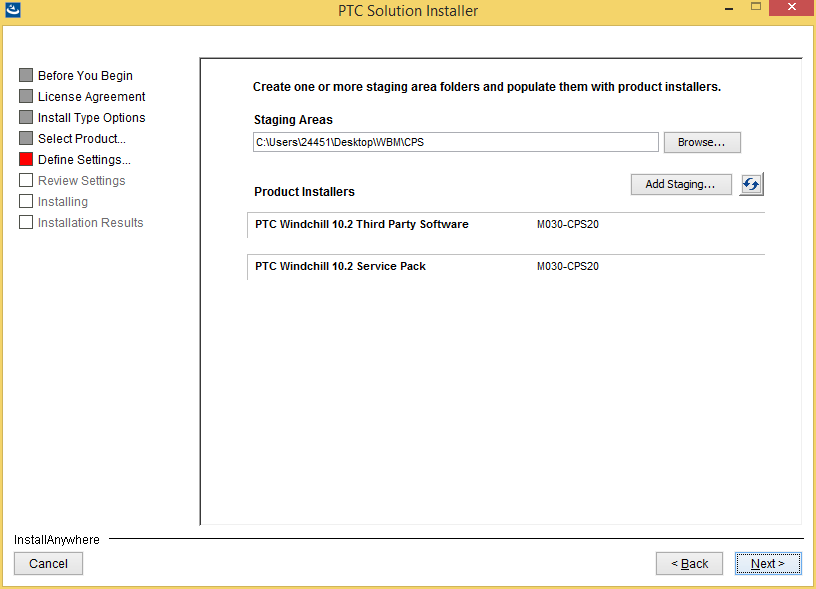 PTC Solution Installer
Before You Begin
License Agreement
Install Type Options
Select Product...
Define Settings...
Review Settings
Installing
Installation Results
Create one or more staging area folders and populate them with product installers.
Staging Areas
C:\Users\24451\Desktop\WBM\CPS
Browse...
Product Installers
Add Staging...
PTC Windchill 10.2 Third Party Software M030-CPS20
PTC Windchill 10.2 Service Pack M030-CPS20
InstallAnywhere
Cancel
< Back
Next >